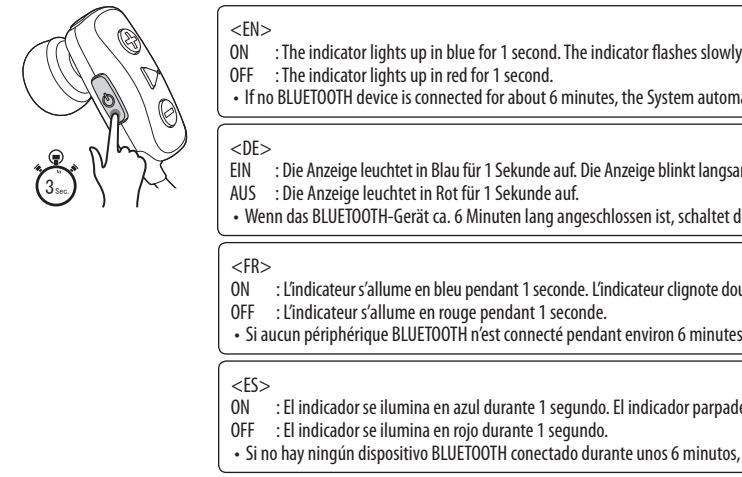 3 Sec.
<EN>
ON : The indicator lights up in blue for 1 second. The indicator flashes slowly
OFF : The indicator lights up in red for 1 second.
• If no BLUETOOTH device is connected for about 6 minutes, the System
<DE>
EIN : Die Anzeige leuchtet in Blau für 1 Sekunde auf. Die Anzeige blinkt
AUS : Die Anzeige leuchtet in Rot für 1 Sekunde auf.
• Wenn das BLUETOOTH-Gerät ca. 6 Minuten lang angeschlossen ist, schaltet
<FR>
ON : L’indicateur s’allume en bleu pendant 1 seconde. L’indicateur clignote
OFF : L’indicateur s’allume en rouge pendant 1 seconde.
• Si aucun périphérique BLUETOOTH n’est connecté pendant environ 6 minutes
<ES>
ON : El indicador se ilumina en azul durante 1 segundo. El indicador
OFF : El indicador se ilumina en rojo durante 1 segundo.
• Si no hay ningún dispositivo BLUETOOTH conectado durante unos 6 minutos,